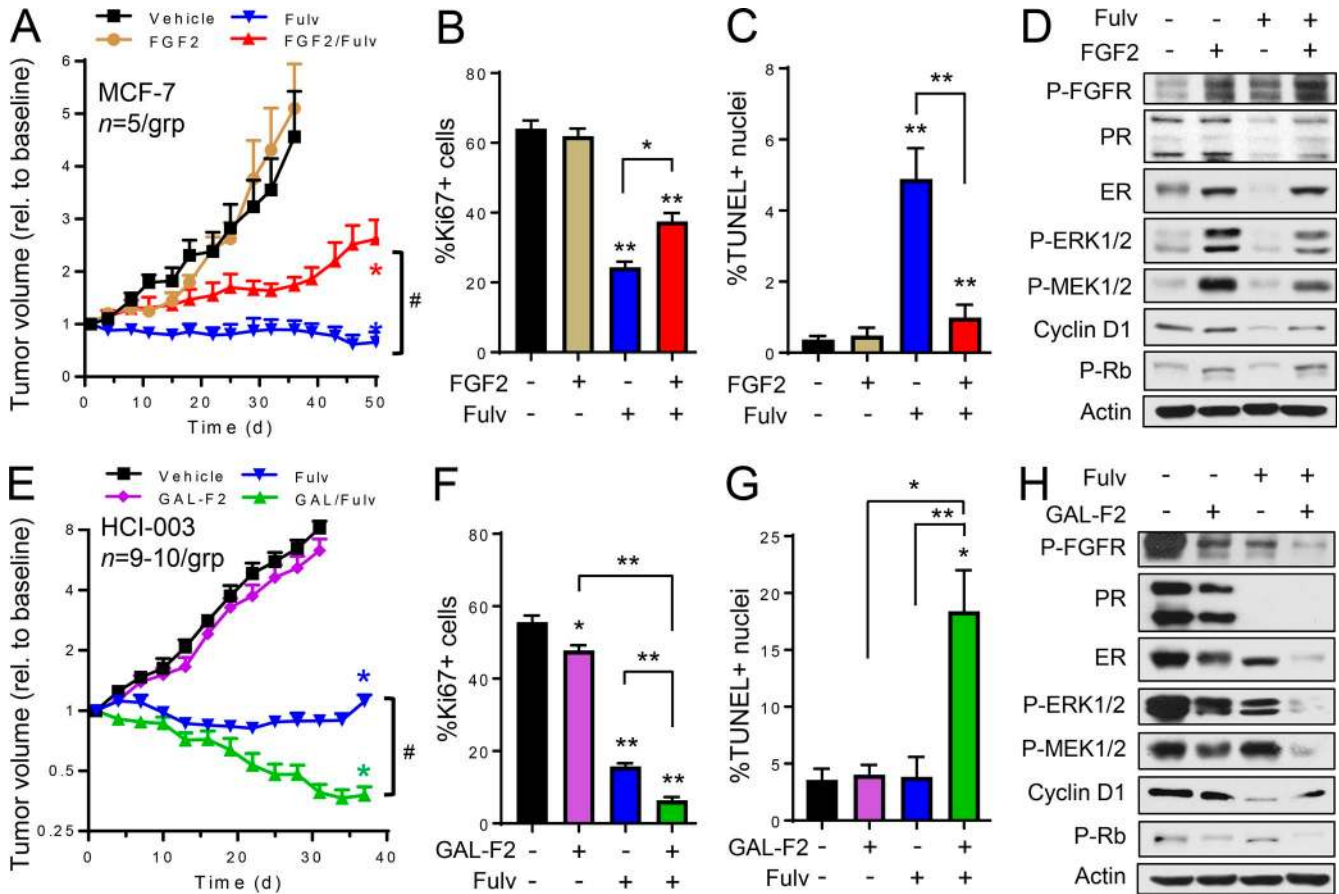 A
Vehicle Fulv
FGF2 FGF2/Fulv
Tumor volume (rel. to baseline)
6
5
4
3
2
1
0
MCF-7
n=5/grp
*
*
#
0 10 20 30 40 50
Time (d)
B
%Ki67+ cells
80
60
40
20
0
** * **
FGF2 - + - +
Fulv - - + +
C
%TUNEL+ nuclei
8
6
4
2
0
**
**
**
FGF2 - + - +
Fulv - - + +
D
Fulv - - + +
FGF2 - + - +
P-FGFR
PR
ER
P-ERK1/2
P-MEK1/2
Cyclin D1
P-Rb
Actin
E
Vehicle Fulv
GAL-F2 GAL/Fulv
Tumor volume (rel. to baseline)
8
4
2
1
0.5
0.25
HCI-003
n=9-10/grp
*
*
#
0 10 20 30 40
Time (d)
F
%Ki67+ cells
80
60
40
20
0
**
*
**
**
**
GAL-F2 - + - +
Fulv - - + +
G
%TUNEL+ nuclei
25
20
15
10
5
0
*
**
*
GAL-F2 - + - +
Fulv - - + +
H
Fulv - - + +
GAL-F2 - + - +
P-FGFR
PR
ER
P-ERK1/2
P-MEK1/2
Cyclin D1
P-Rb
Actin